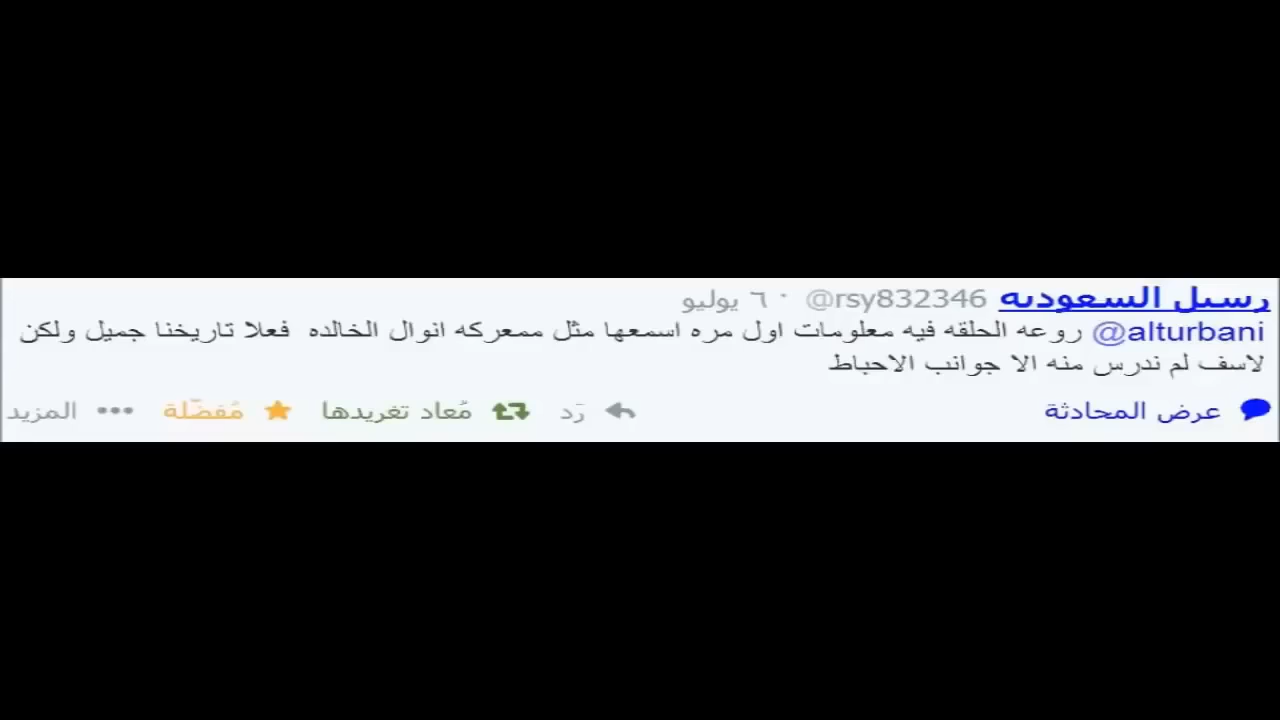 رسيل السعوديه @rsy832346 · ٦ يوليو
@alturbani روعه الحلقه فيه معلومات اول مره اسمعها مثل ممعركه انوال الخالده فعلا تاريخنا جميل ولكن
لاسف لم ندرس منه الا جوانب الاحباط
عرض المحادثة رَد مُعاد تغريدها مُفضّلة المزيد